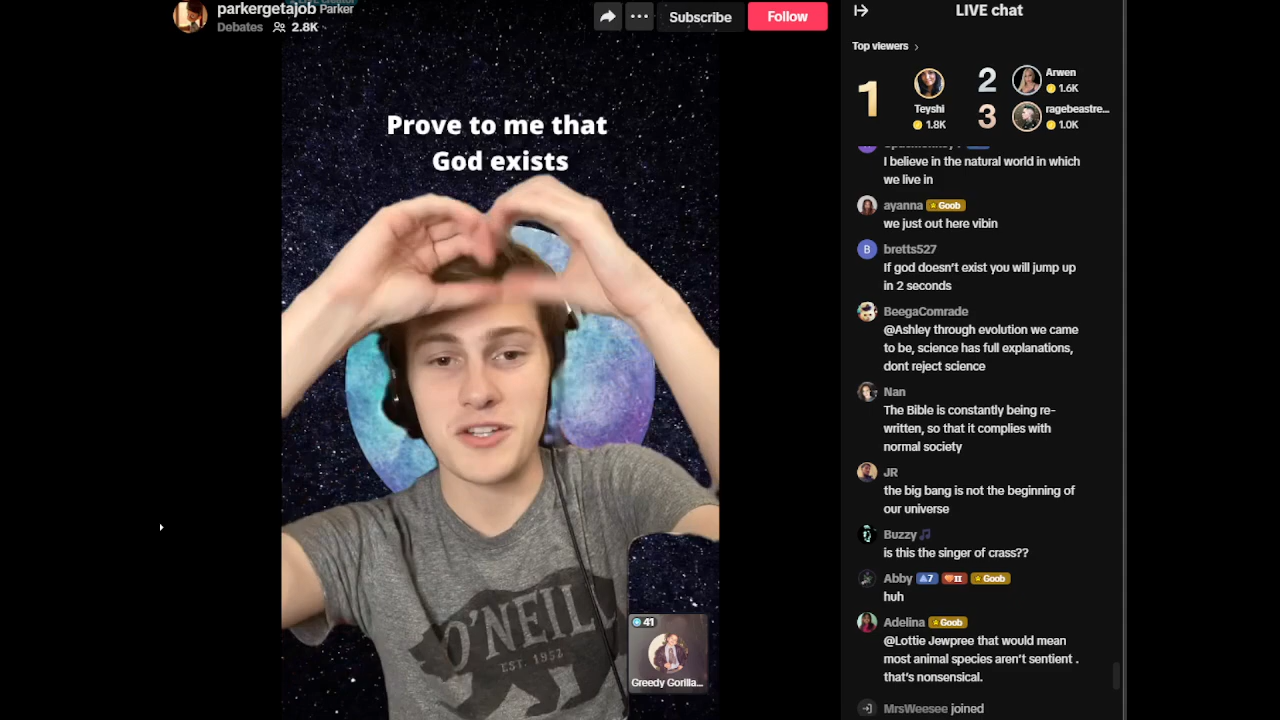 parkergetajob Parker
Debates 2.8K
Subscribe
Follow
Prove to me that
God exists
O'NEILL
EST. 1952
41
Greedy Gorilla...
LIVE chat
Top viewers
1
Teyshi
1.8K
2
Arwen
1.6K
3
ragebeastre...
1.0K
I believe in the natural world in which
we live in
ayanna Goob
we just out here vibin
B bretts527
If god doesn't exist you will jump up
in 2 seconds
BeegaComrade
@Ashley through evolution we came
to be, science has full explanations,
dont reject science
Nan
The Bible is constantly being re-
written, so that it complies with
normal society
JR
the big bang is not the beginning of
our universe
Buzzy
is this the singer of crass??
Abby 7 II Goob
huh
Adelina Goob
@Lottie Jewpree that would mean
most animal species aren't sentient .
that's nonsensical.
MrsWeesee joined